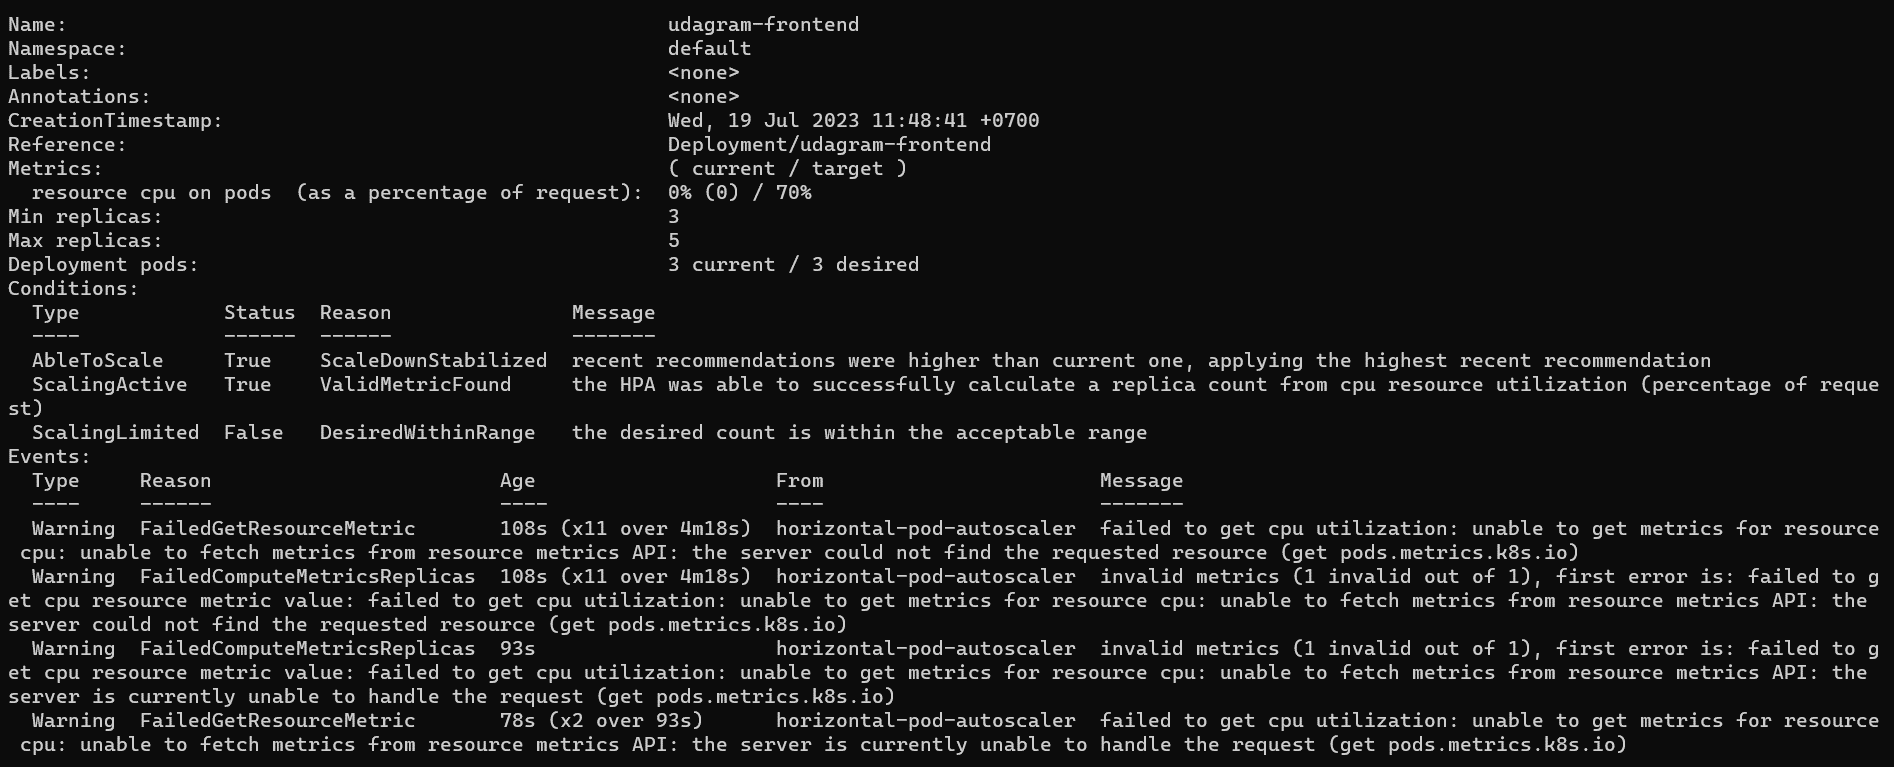 Name:                                                  udagram-frontend
Namespace:                                             default
Labels:                                                <none>
Annotations:                                           <none>
CreationTimestamp:                                     Wed, 19 Jul 2023 11:48:41 +0700
Reference:                                             Deployment/udagram-frontend
Metrics:                                               ( current / target )
  resource cpu on pods  (as a percentage of request):  0% (0) / 70%
Min replicas:                                          3
Max replicas:                                          5
Deployment pods:                                       3 current / 3 desired
Conditions:
  Type            Status  Reason               Message
  ----            ------  ------               -------
  AbleToScale     True    ScaleDownStabilized  recent recommendations were higher than current one, applying the highest recent recommendation
  ScalingActive   True    ValidMetricFound     the HPA was able to successfully calculate a replica count from cpu resource utilization (percentage of reque
st)
  ScalingLimited  False   DesiredWithinRange   the desired count is within the acceptable range
Events:
  Type     Reason                        Age                    From                       Message
  ----     ------                        ----                   ----                       -------
  Warning  FailedGetResourceMetric       108s (x11 over 4m18s)  horizontal-pod-autoscaler  failed to get cpu utilization: unable to get metrics for resource
 cpu: unable to fetch metrics from resource metrics API: the server could not find the requested resource (get pods.metrics.k8s.io)
  Warning  FailedComputeMetricsReplicas  108s (x11 over 4m18s)  horizontal-pod-autoscaler  invalid metrics (1 invalid out of 1), first error is: failed to g
et cpu resource metric value: failed to get cpu utilization: unable to get metrics for resource cpu: unable to fetch metrics from resource metrics API: the
server could not find the requested resource (get pods.metrics.k8s.io)
  Warning  FailedComputeMetricsReplicas  93s                    horizontal-pod-autoscaler  invalid metrics (1 invalid out of 1), first error is: failed to g
et cpu resource metric value: failed to get cpu utilization: unable to get metrics for resource cpu: unable to fetch metrics from resource metrics API: the
server is currently unable to handle the request (get pods.metrics.k8s.io)
  Warning  FailedGetResourceMetric       78s (x2 over 93s)      horizontal-pod-autoscaler  failed to get cpu utilization: unable to get metrics for resource
 cpu: unable to fetch metrics from resource metrics API: the server is currently unable to handle the request (get pods.metrics.k8s.io)